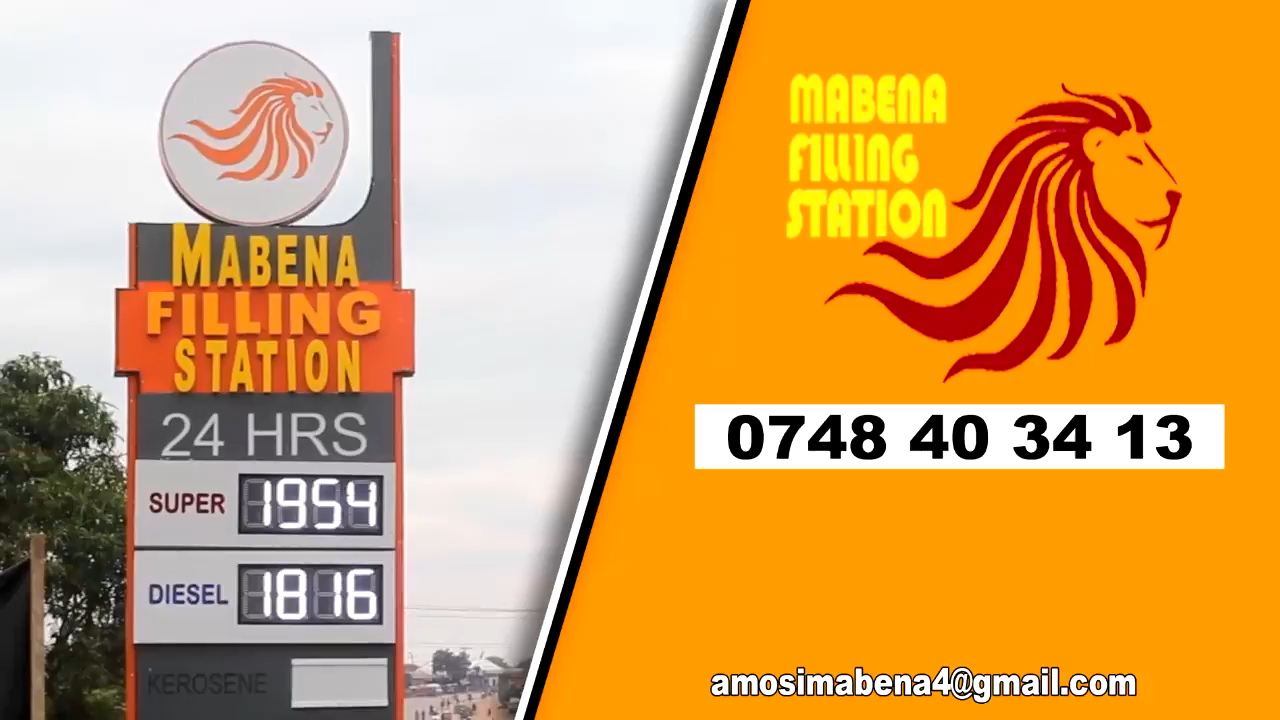 MABENA
FILLING
STATION
24 HRS
SUPER 1954
DIESEL 1816
KEROSENE
MABENA
FILLING
STATION
0748 40 34 13
amosimabena4@gmail.com